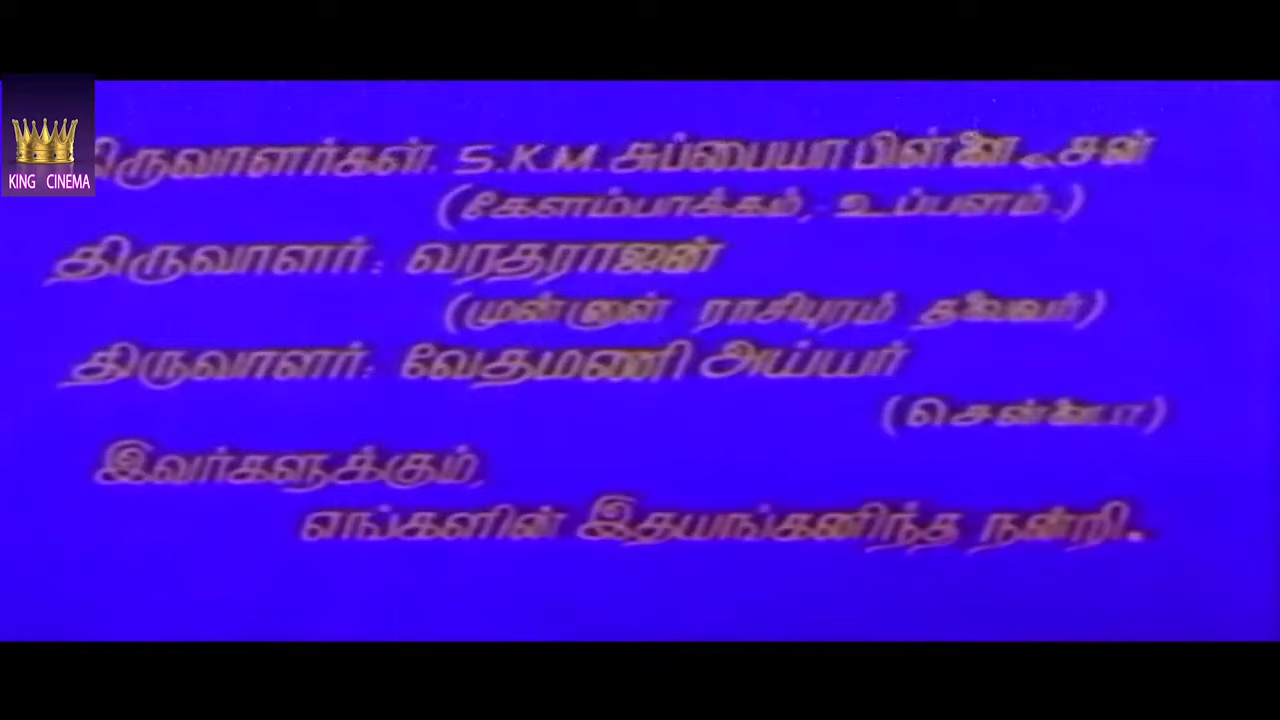 KING CINEMA
திருவாளர்கள். S.K.M. சுப்பையா பிள்ளை சன்
(கேளம்பாக்கம், உப்பளம்.)
திருவாளர்: வரதராஜன்
(முன்னாள் ராசிபுரம் தலைவர்)
திருவாளர்: வேதமணி அய்யர்
(சென்னை)
இவர்களுக்கும்,
எங்களின் இதயங்கனிந்த நன்றி.